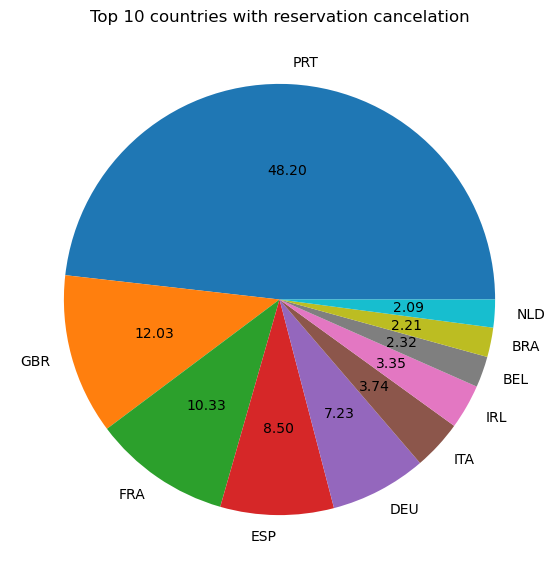 Top 10 countries with reservation cancelation
PRT
48.20
GBR
12.03
FRA
10.33
ESP
8.50
DEU
7.23
ITA
3.74
IRL
3.35
BEL
2.32
BRA
2.21
NLD
2.09